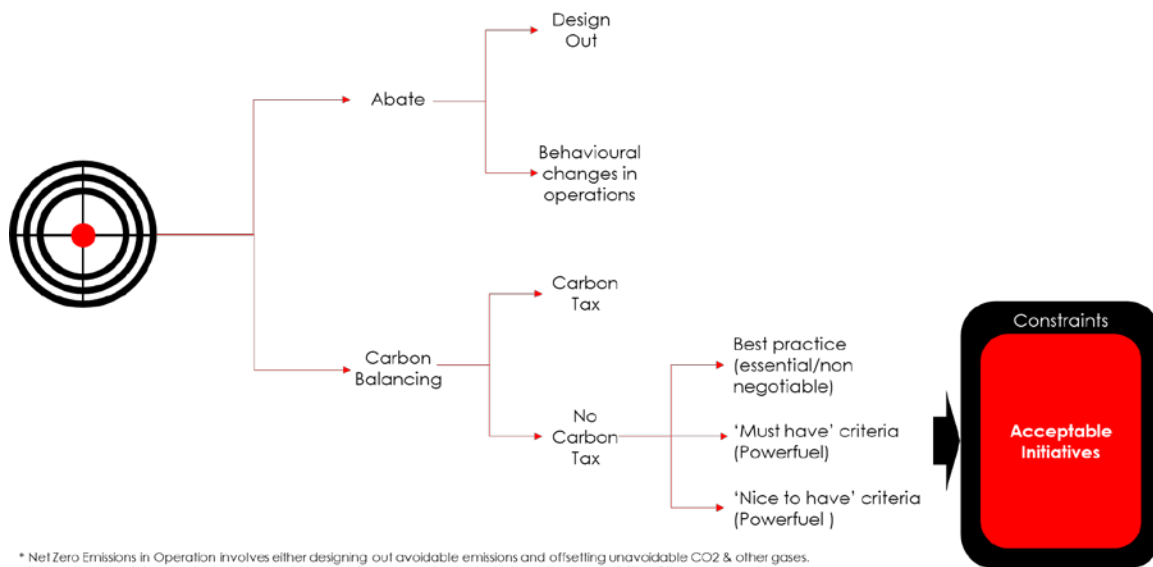 Design
Out
Abate
Behavioural
changes in
operations
Carbon
Tax
Carbon
Balancing
No
Carbon
Tax
Best practice
(essential/non
negotiable)
'Must have' criteria
(Powerfuel)
'Nice to have' criteria
(Powerfuel )
Constraints
Acceptable
Initiatives
* Net Zero Emissions in Operation involves either designing out avoidable emissions and offsetting unavoidable CO2 & other gases.